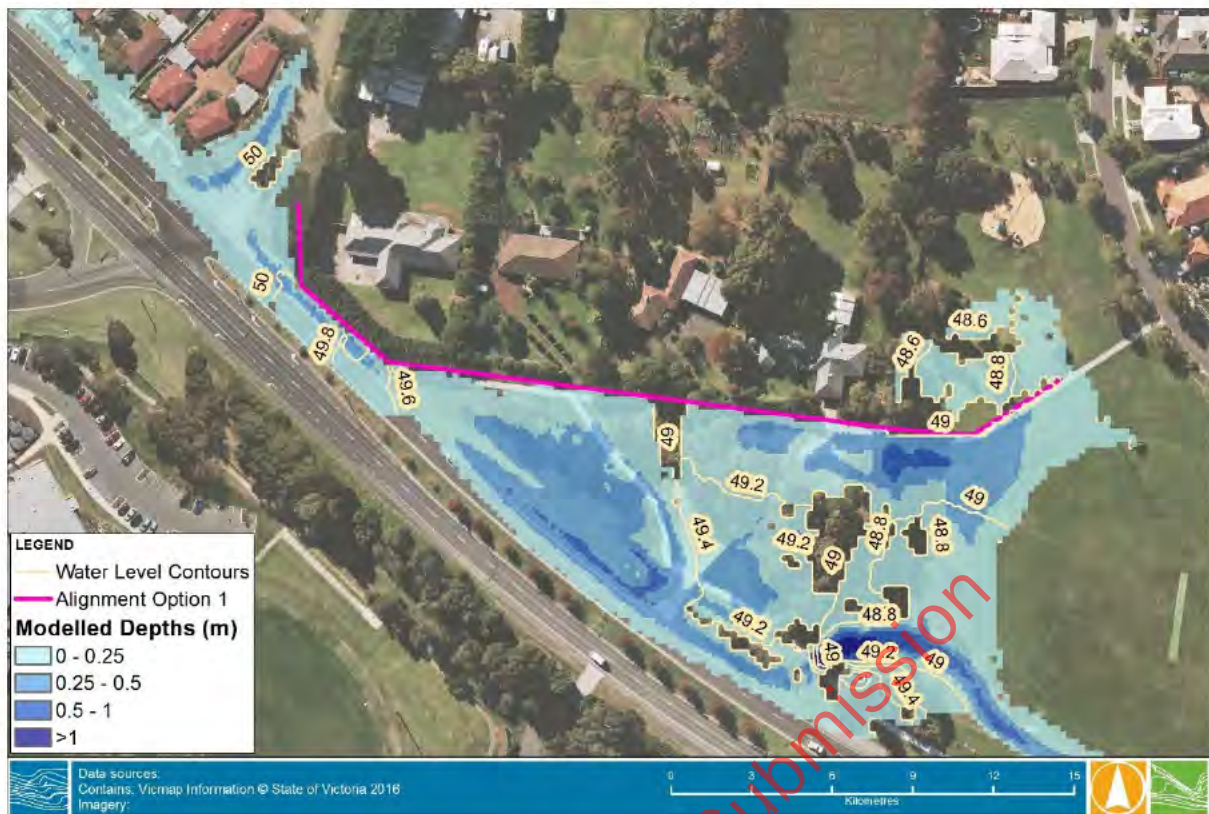 50
50
49.8
49.6
49
49.2
49.4
49.2
49
48.8
48.8
49
48.6
48.6
48.8
49.2
48.8
49
49.2
49
49.4
LEGEND
Water Level Contours
Alignment Option 1
Modelled Depths (m)
0 - 0.25
0.25 - 0.5
0.5 - 1
>1
Submission
Data sources:
Contains: Vicmap Information © State of Victoria 2016
Imagery:
0 3 6 9 12 15
Kilometres